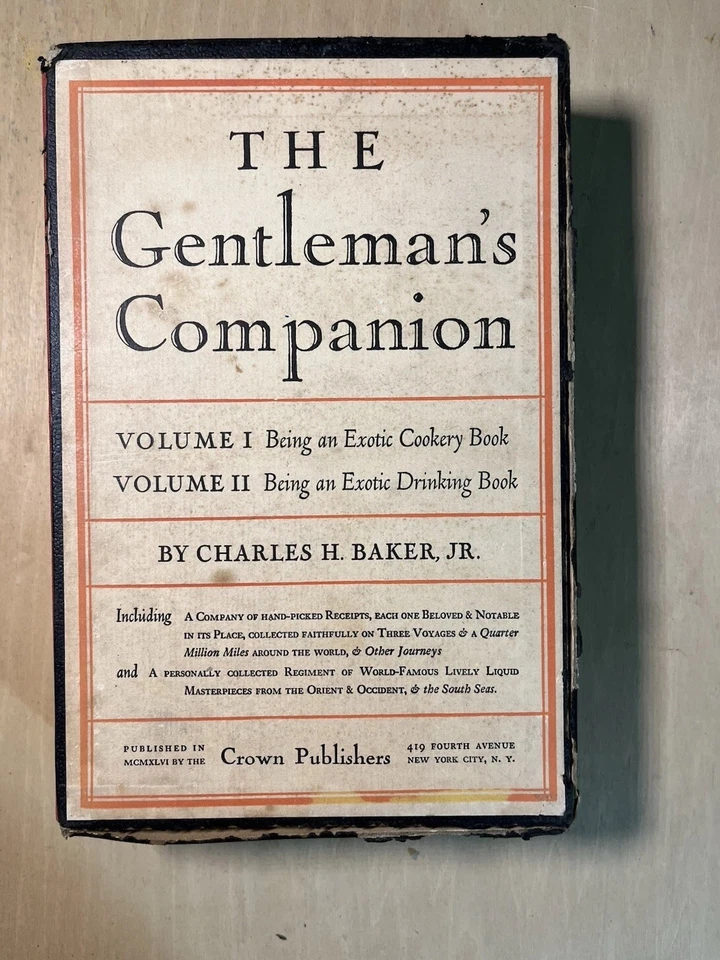 THE
Gentleman's
Companion
VOLUME I Being an Exotic Cookery Book
VOLUME II Being an Exotic Drinking Book
BY CHARLES H. BAKER, JR.
Including A COMPANY OF HAND-PICKED RECEIPTS, EACH ONE BELOVED & NOTABLE
IN ITS PLACE, COLLECTED FAITHFULLY ON THREE VOYAGES & a Quarter
Million Miles AROUND THE WORLD, & Other Journeys
and A PERSONALLY COLLECTED REGIMENT OF WORLD-FAMOUS LIVELY LIQUID
MASTERPIECES FROM THE ORIENT & OCCIDENT, & the South Seas.
PUBLISHED IN
MCMXLVI BY THE
Crown Publishers
419 FOURTH AVENUE
NEW YORK CITY, N. Y.